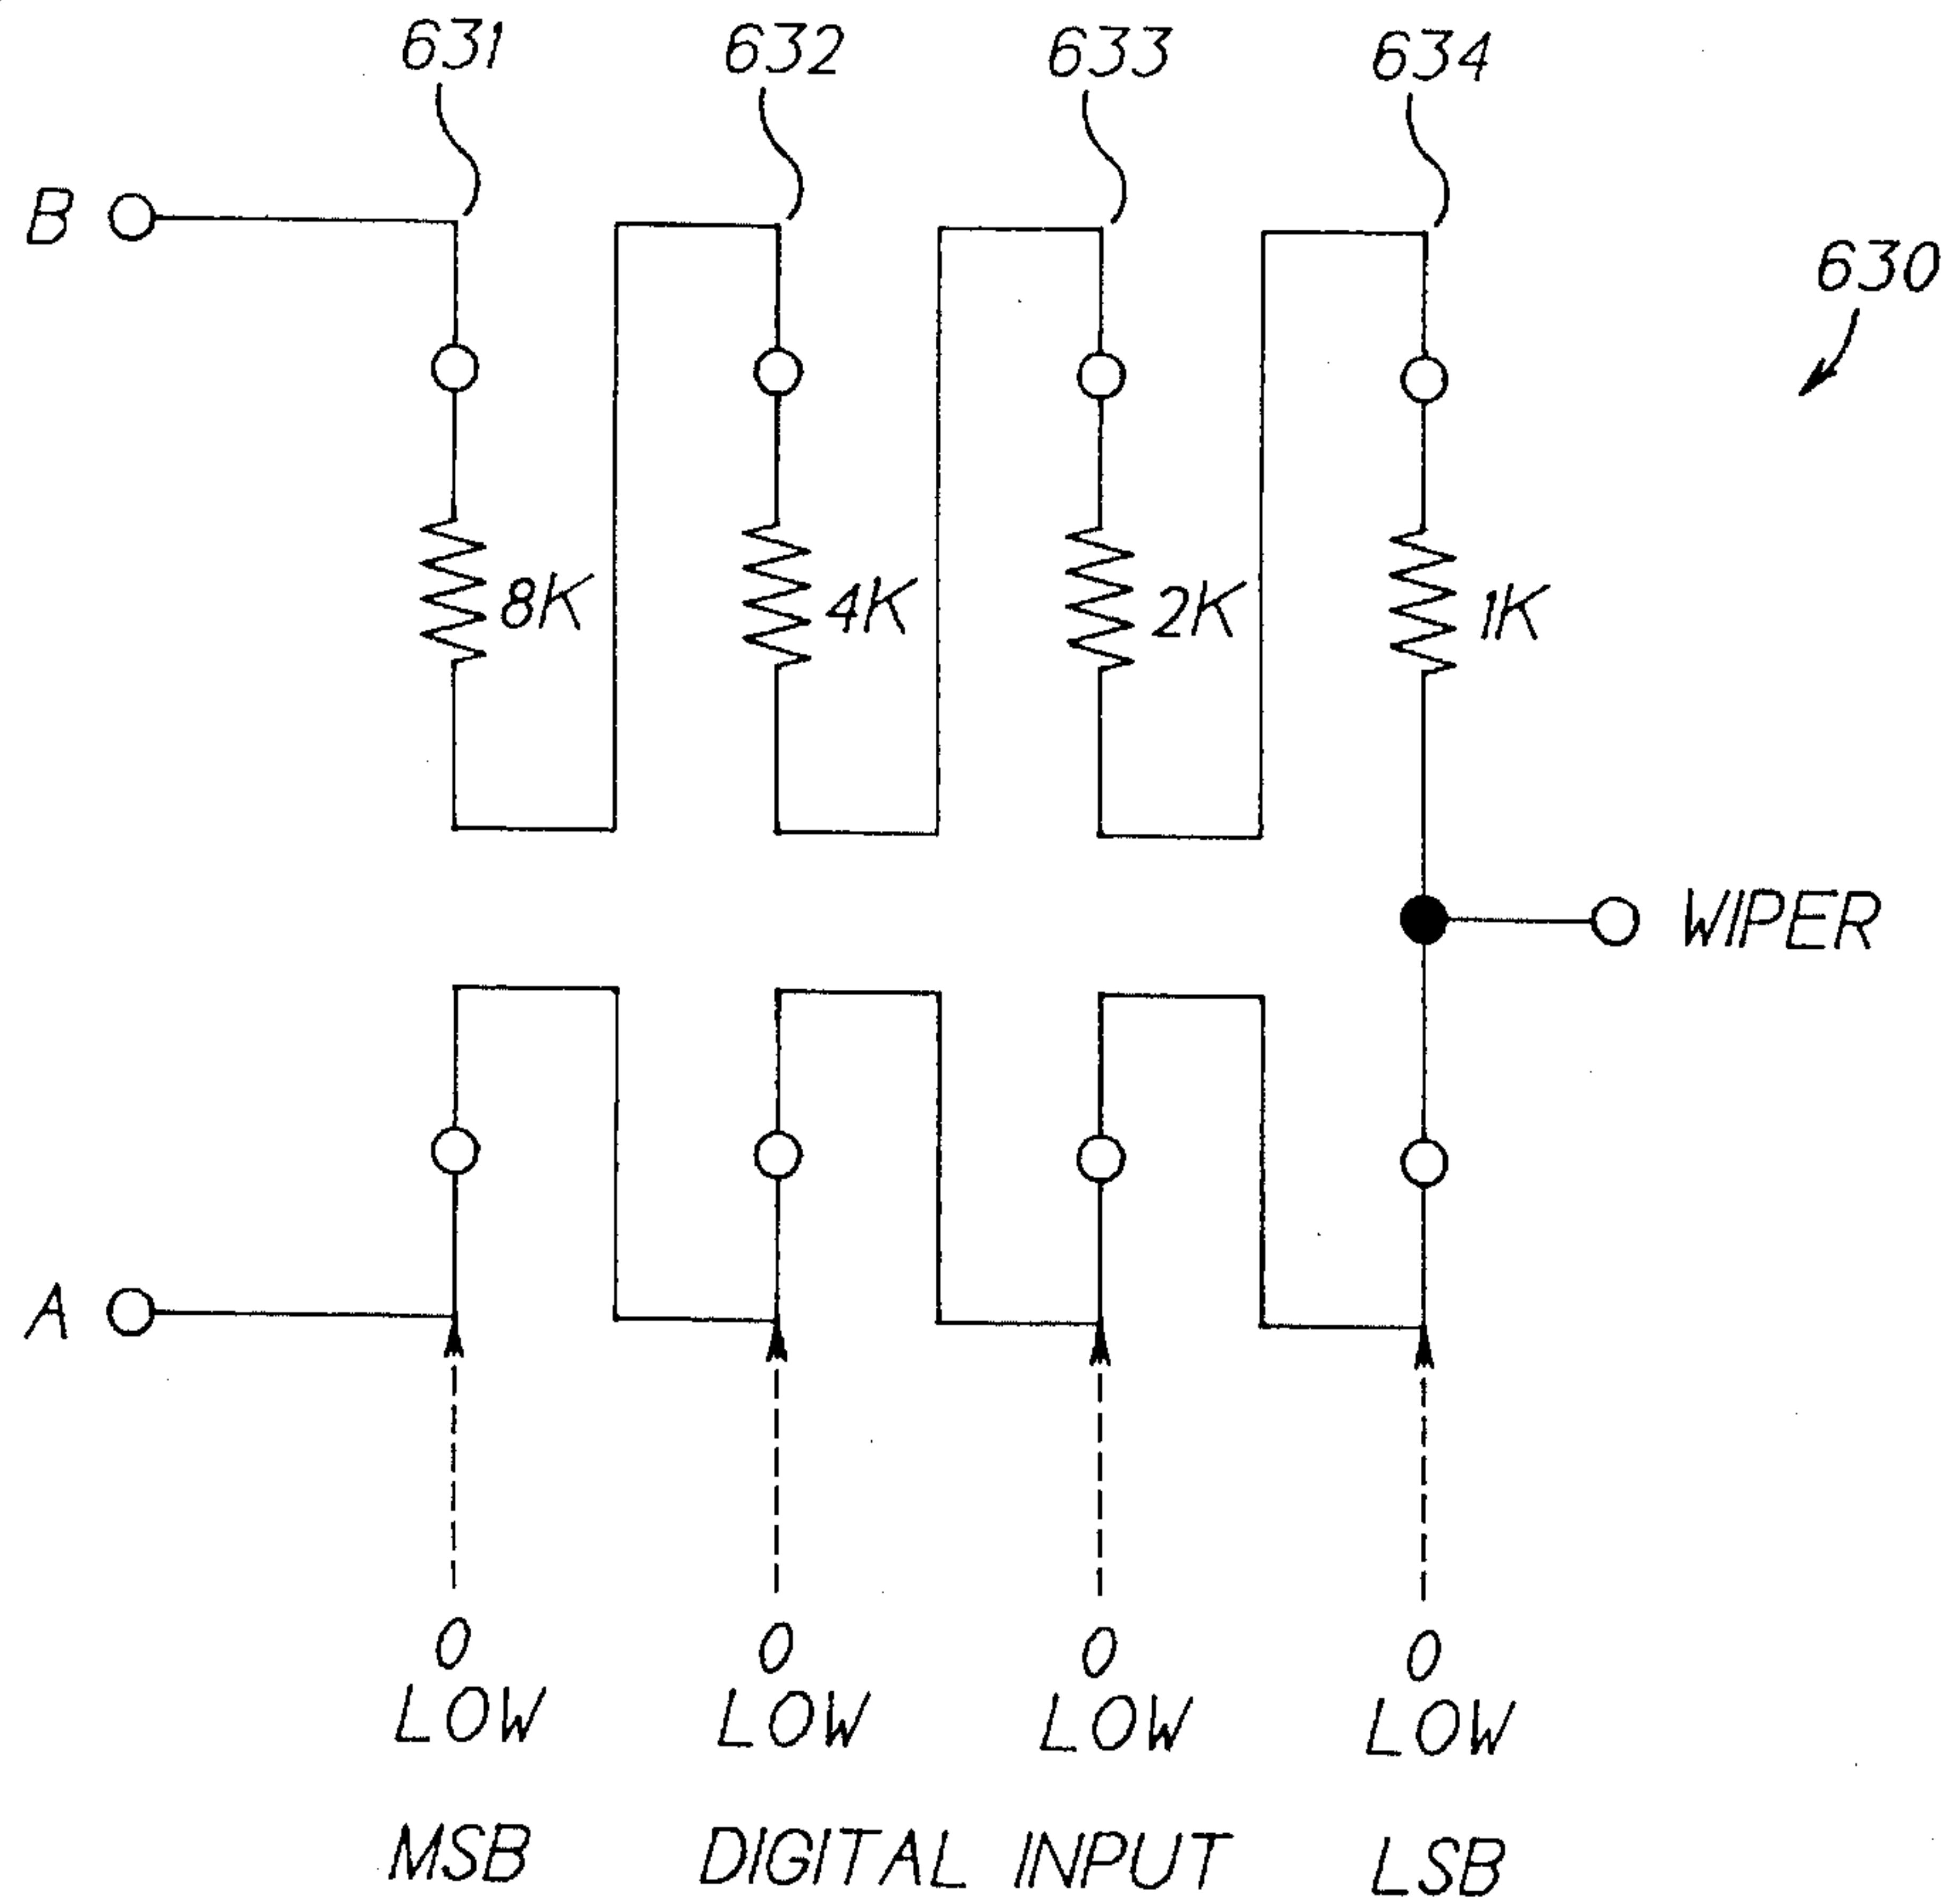 631 632 633 634
B
630
8K 4K 2K 1K
WIPER
A
0 0 0 0
LOW LOW LOW LOW
MSB DIGITAL INPUT LSB